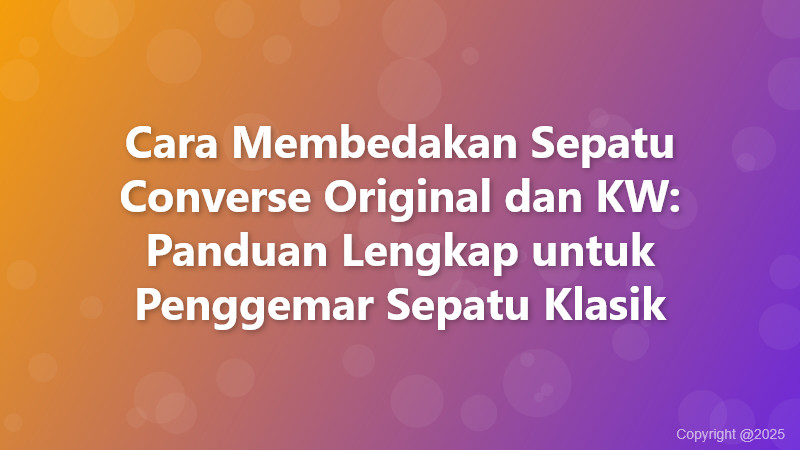 Cara Membedakan Sepatu
Converse Original dan KW:
Panduan Lengkap untuk
Penggemar Sepatu Klasik
Copyright @2025